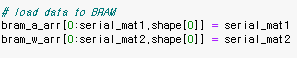 # load data to BRAM
bram_a_arr[0:serial_mat1.shape[0]] = serial_mat1
bram_w_arr[0:serial_mat2.shape[0]] = serial_mat2